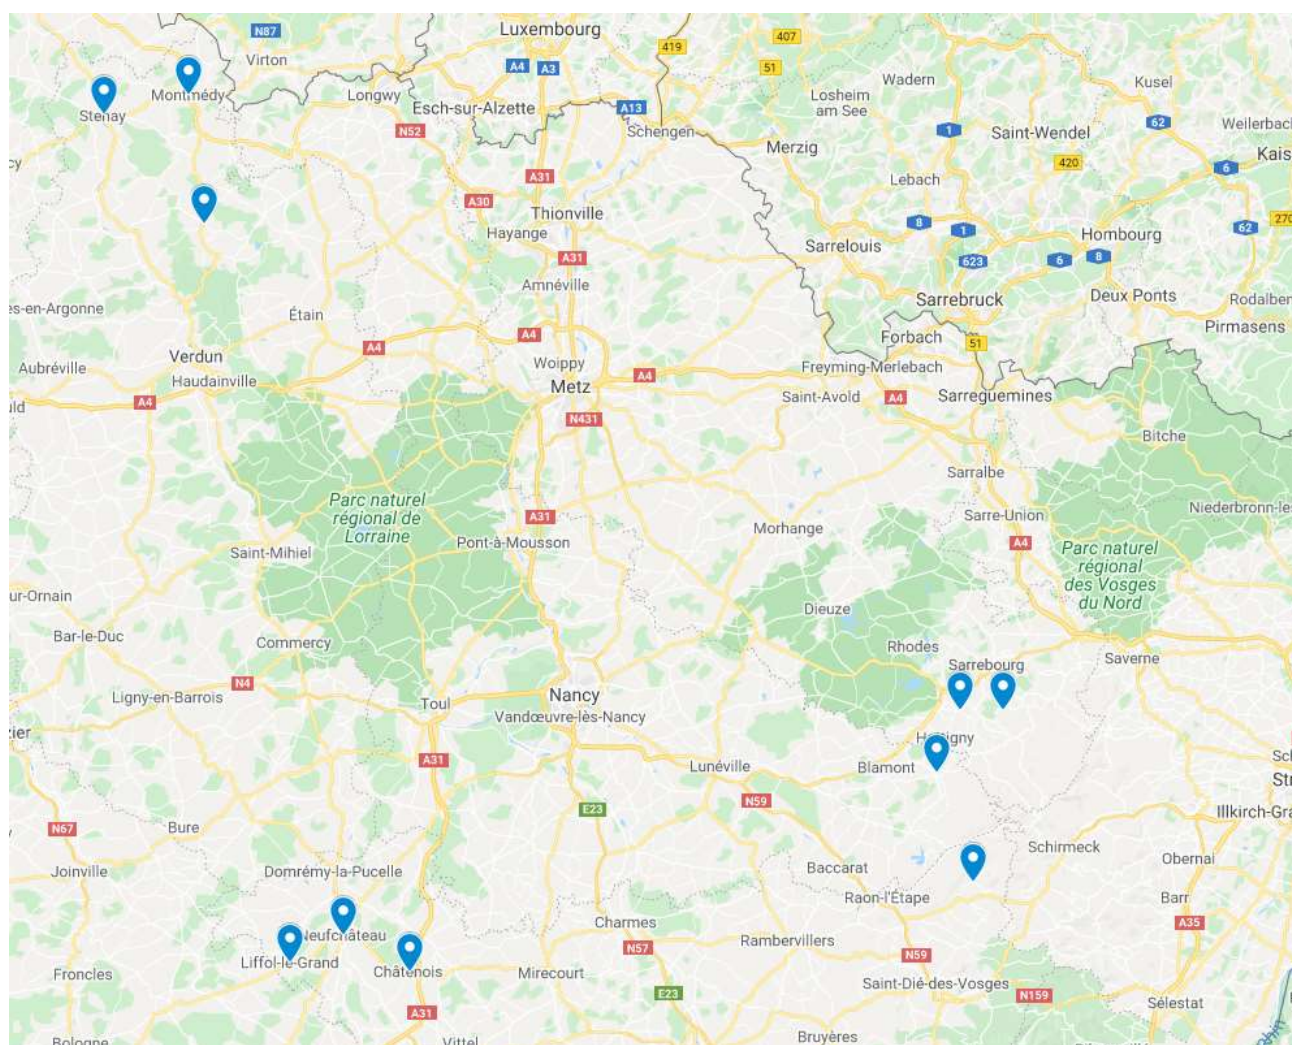 N87
Luxembourg
419
407
Virton
A4
A3
51
Wadern
Kusel
Montmédy
Longwy
Esch-sur-Alzette
A13
Losheim
am See
Stenay
62
N52
Schengen
1
Saint-Wendel
Weilerbach
Merzig
420
Kais
A31
Lebach
6
A30
Thionville
8
1
62
270
Hayange
Sarrelouis
Hombourg
A31
623
6
8
Amnéville
es-en-Argonne
Étain
Sarrebruck
Deux Ponts
Rodalben
Pirmasens
A4
A4
Forbach
51
Verdun
Woippy
Aubréville
Haudainville
Metz
A4
Freyming-Merlebach
A4
Saint-Avold
A4
Sarreguemines
N431
Bitche
Sarralbe
Parc naturel
régional de
Lorraine
A31
Morhange
Sarre-Union
Niederbronn-les
Saint-Mihiel
Pont-à-Mousson
A4
Parc naturel
régional
des Vosges
du Nord
ur-Ornain
Dieuze
Bar-le-Duc
Commercy
Rhodes
Sarrebourg
Saverne
N4
Ligny-en-Barrois
Toul
Nancy
Vandœuvre-lès-Nancy
zier
A31
Lunéville
Blamont
N59
E23
Illkirch-Gra
N67
Bure
Schirmeck
Joinville
Domrémy-la-Pucelle
Baccarat
Obernai
Raon-l'Étape
Barr
Charmes
A35
Neufchâteau
N57
Rambervillers
N59
Liffol-le-Grand
Châtenois
Mirecourt
Froncles
Saint-Dié-des-Vosges
E23
N159
Sélestat
A31
Bruyères
Bologne
Vittel